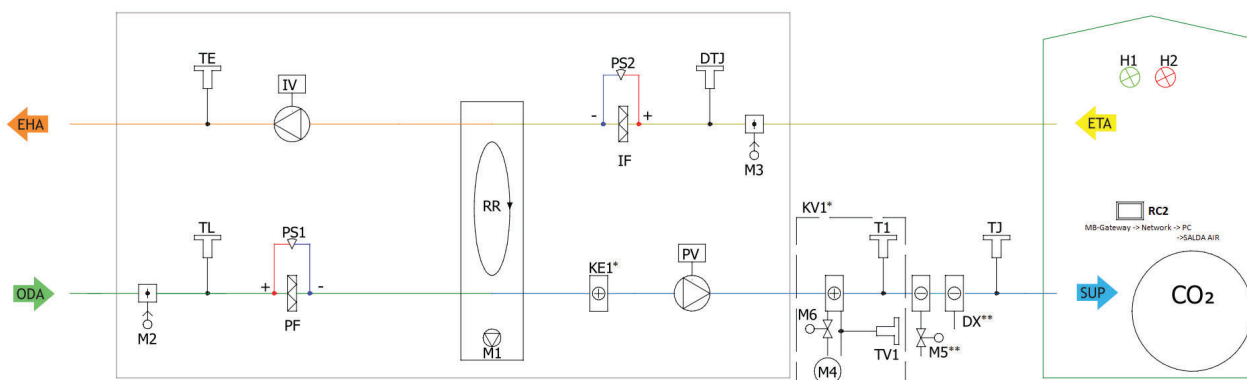 TE
IV
PS2
DTJ
H1 H2
EHA
- +
ETA
IF
M3
RR
RC2
MB-Gateway -> Network -> PC
->SALDA AIR
TL
PS1
KE1*
PV
KV1*
T1
TJ
ODA
+ -
SUP
CO₂
M2
PF
M1
M6
M4
TV1
M5**
DX**